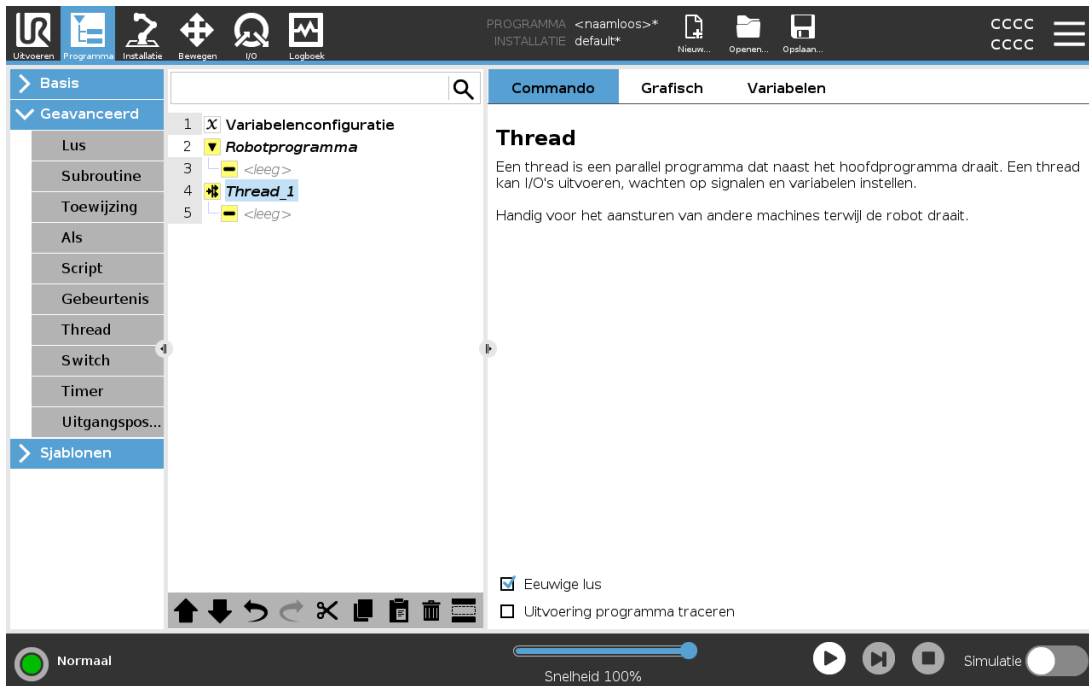 UR
Uitvoeren
Programma
Installatie
Bewegen
I/O
Logboek
PROGRAMMA <naamloos>*
INSTALLATIE default*
Nieuw...
Openen...
Opslaan...
CCCC
CCCC
Basis
Geavanceerd
Lus
Subroutine
Toewijzing
Als
Script
Gebeurtenis
Thread
Switch
Timer
Uitgangspos...
Sjablonen
1 X Variabelenconfiguratie
2 Robotprogramma
3 <leeg>
4 Thread_1
5 <leeg>
Commando
Grafisch
Variabelen
Thread
Een thread is een parallel programma dat naast het hoofdprogramma draait. Een thread
kan I/O's uitvoeren, wachten op signalen en variabelen instellen.
Handig voor het aansturen van andere machines terwijl de robot draait.
Eeuwige lus
Uitvoering programma traceren
Normaal
Snelheid 100%
Simulatie